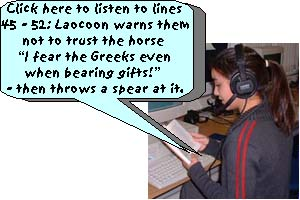 Click here to listen to lines
45 - 52: Laocoon warns them
not to trust the horse
“I fear the Greeks even
when bearing gifts!”
- then throws a spear at it.